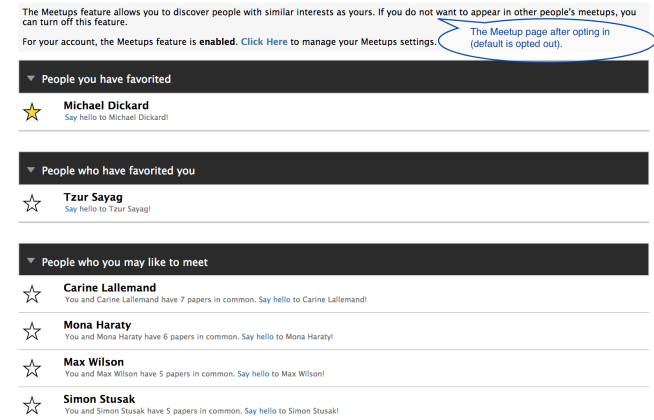 The Meetups feature allows you to discover people with similar interests as yours. If you do not want to appear in other people's meetups, you
can turn off this feature.
The Meetup page after opting in
(default is opted out).
For your account, the Meetups feature is enabled. Click Here to manage your Meetups settings.
People you have favorited
Michael Dickard
Say hello to Michael Dickard!
People who have favorited you
Tzur Sayag
Say hello to Tzur Sayag!
People who you may like to meet
Carine Lallemand
You and Carine Lallemand have 7 papers in common. Say hello to Carine Lallemand!
Mona Haraty
You and Mona Haraty have 6 papers in common. Say hello to Mona Haraty!
Max Wilson
You and Max Wilson have 5 papers in common. Say hello to Max Wilson!
Simon Stusak
You and Simon Stusak have 5 papers in common. Say hello to Simon Stusak!